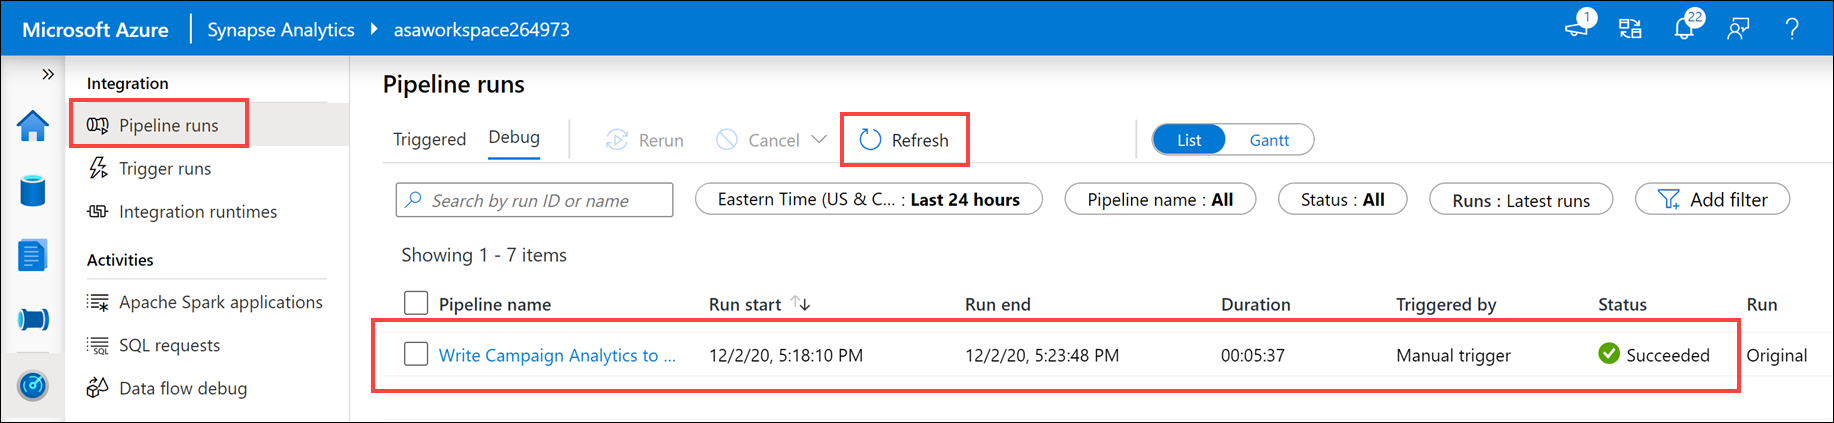 Microsoft Azure Synapse Analytics asaworkspace264973 1 22 ?
Integration
Pipeline runs
Trigger runs
Integration runtimes
Activities
Apache Spark applications
SQL SQL requests
Data flow debug
Pipeline runs
Triggered Debug Rerun Cancel Refresh List Gantt
Search by run ID or name Eastern Time (US & C... : Last 24 hours Pipeline name : All Status : All Runs : Latest runs Add filter
Showing 1 - 7 items
Pipeline name Run start Run end Duration Triggered by Status Run
Write Campaign Analytics to ... 12/2/20, 5:18:10 PM 12/2/20, 5:23:48 PM 00:05:37 Manual trigger Succeeded Original